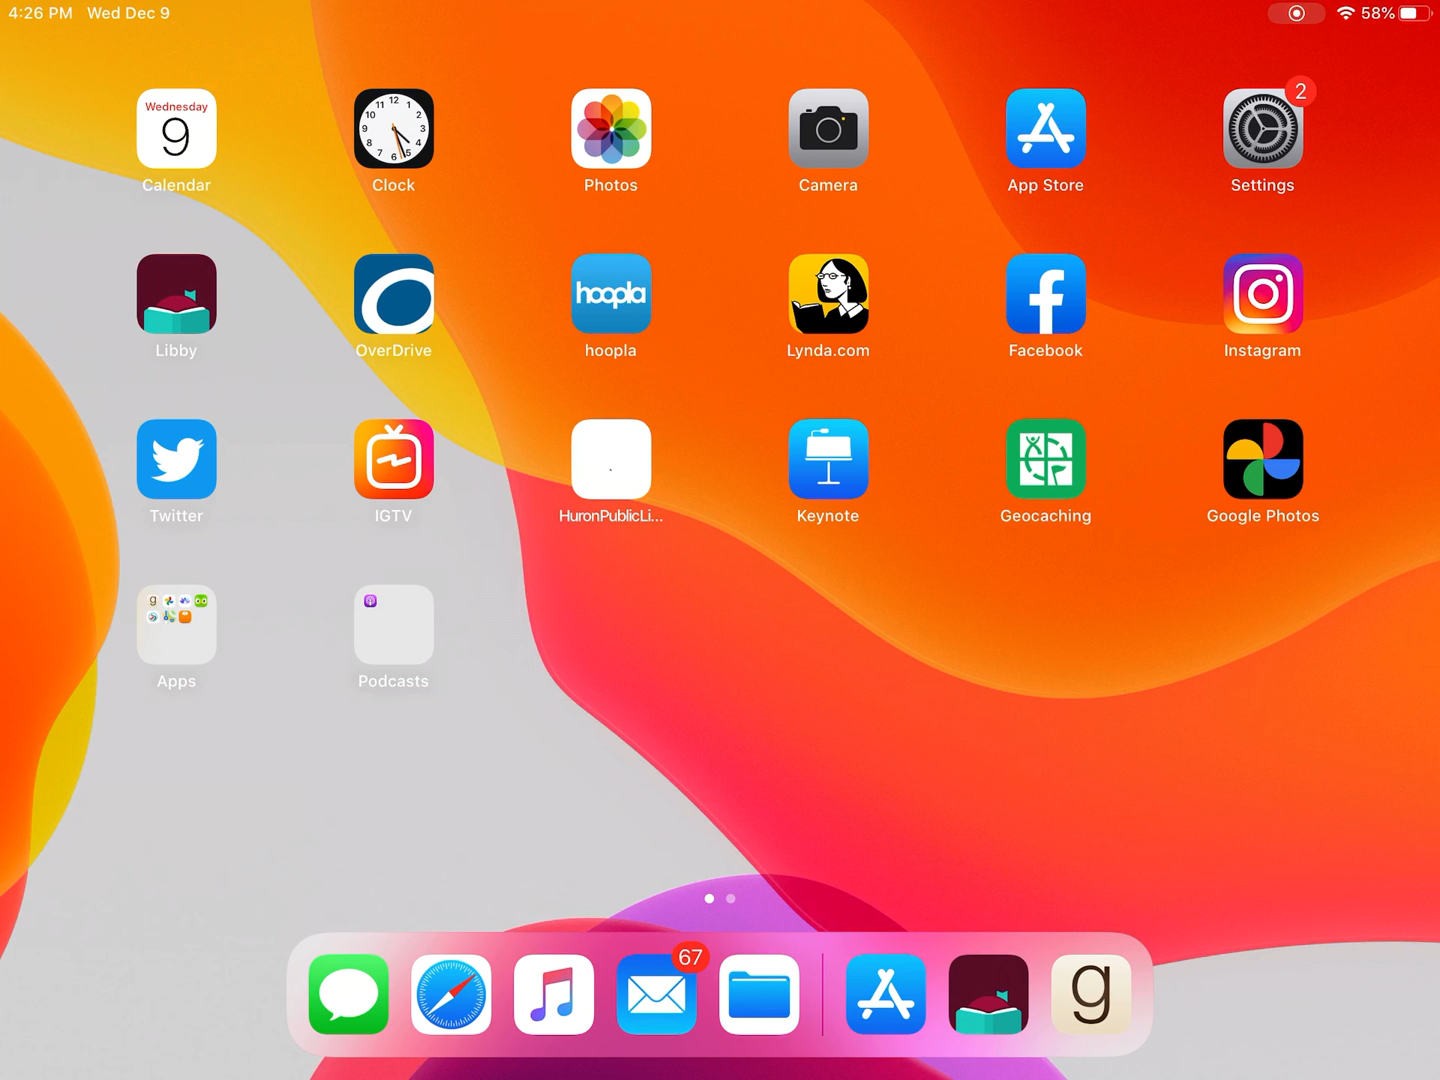 4:26 PM Wed Dec 9 58%
2
Wednesday
9
Calendar Clock Photos Camera App Store Settings
hoopla
Libby OverDrive hoopla Lynda.com Facebook Instagram
Twitter IGTV HuronPublicLi... Keynote Geocaching Google Photos
Apps Podcasts
67
g